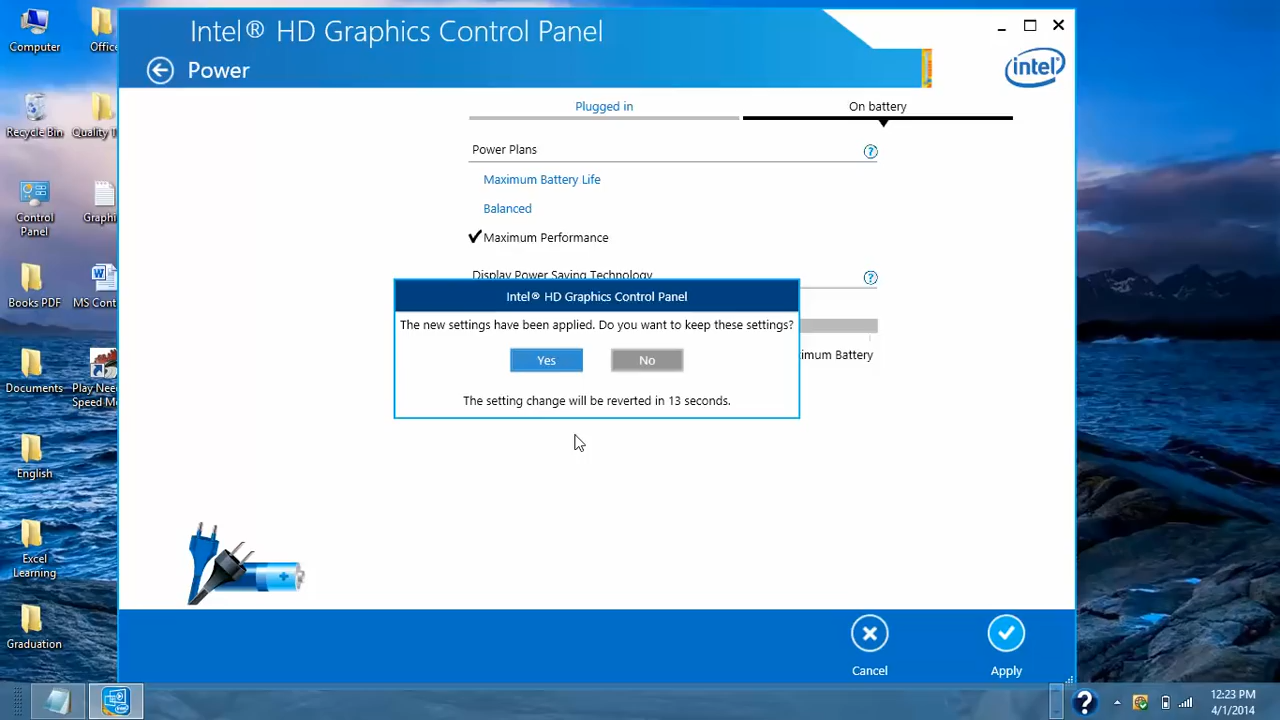 Intel® HD Graphics Control Panel
Power
intel
Plugged in
On battery
Power Plans
?
Maximum Battery Life
Balanced
Maximum Performance
Display Power Saving Technology
?
Intel® HD Graphics Control Panel
The new settings have been applied. Do you want to keep these settings?
Yes
No
The setting change will be reverted in 13 seconds.
Battery
Cancel
Apply
Computer
Office
Recycle Bin
Quality
Control
Panel
Books PDF
MS
Documents
Play
Speed
English
Excel
Learning
Graduation
?
12:23 PM
4/1/2014